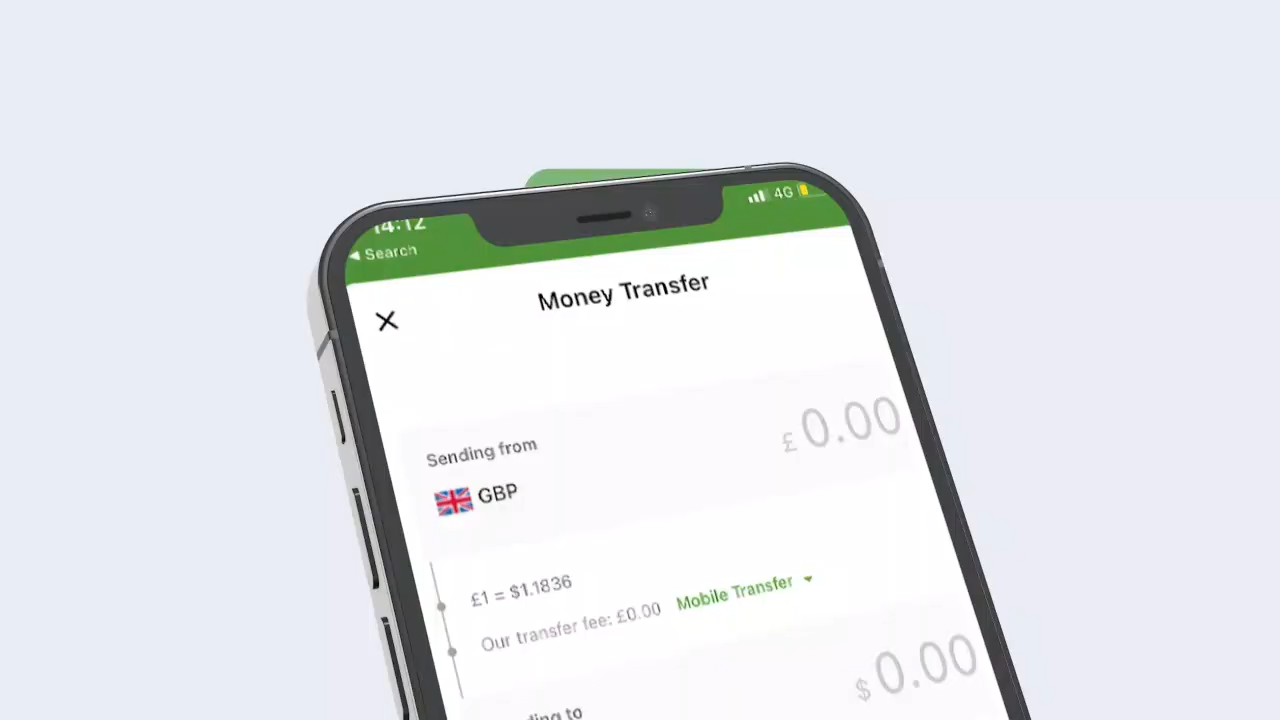 14:12
4G
Search
Money Transfer
Sending from
£ 0.00
GBP
£1 = $1.1836
Our transfer fee: £0.00 Mobile Transfer
$ 0.00
to